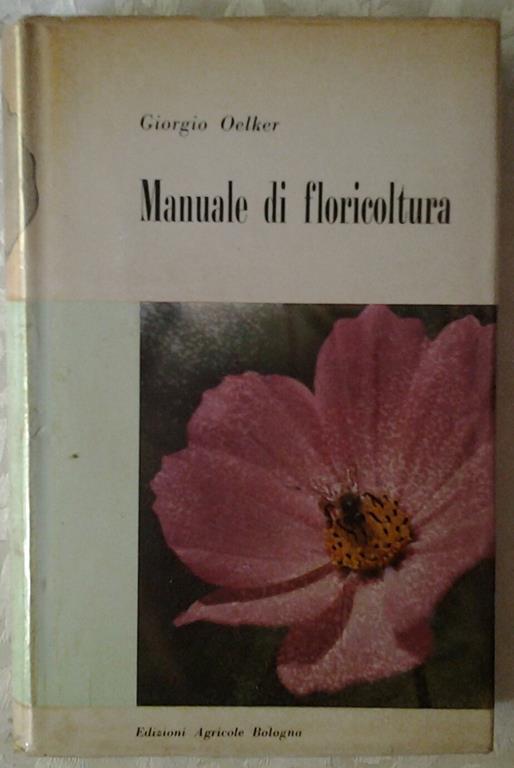 Giorgio Oelker
Manuale di floricoltura
Edizioni Agricole Bologna